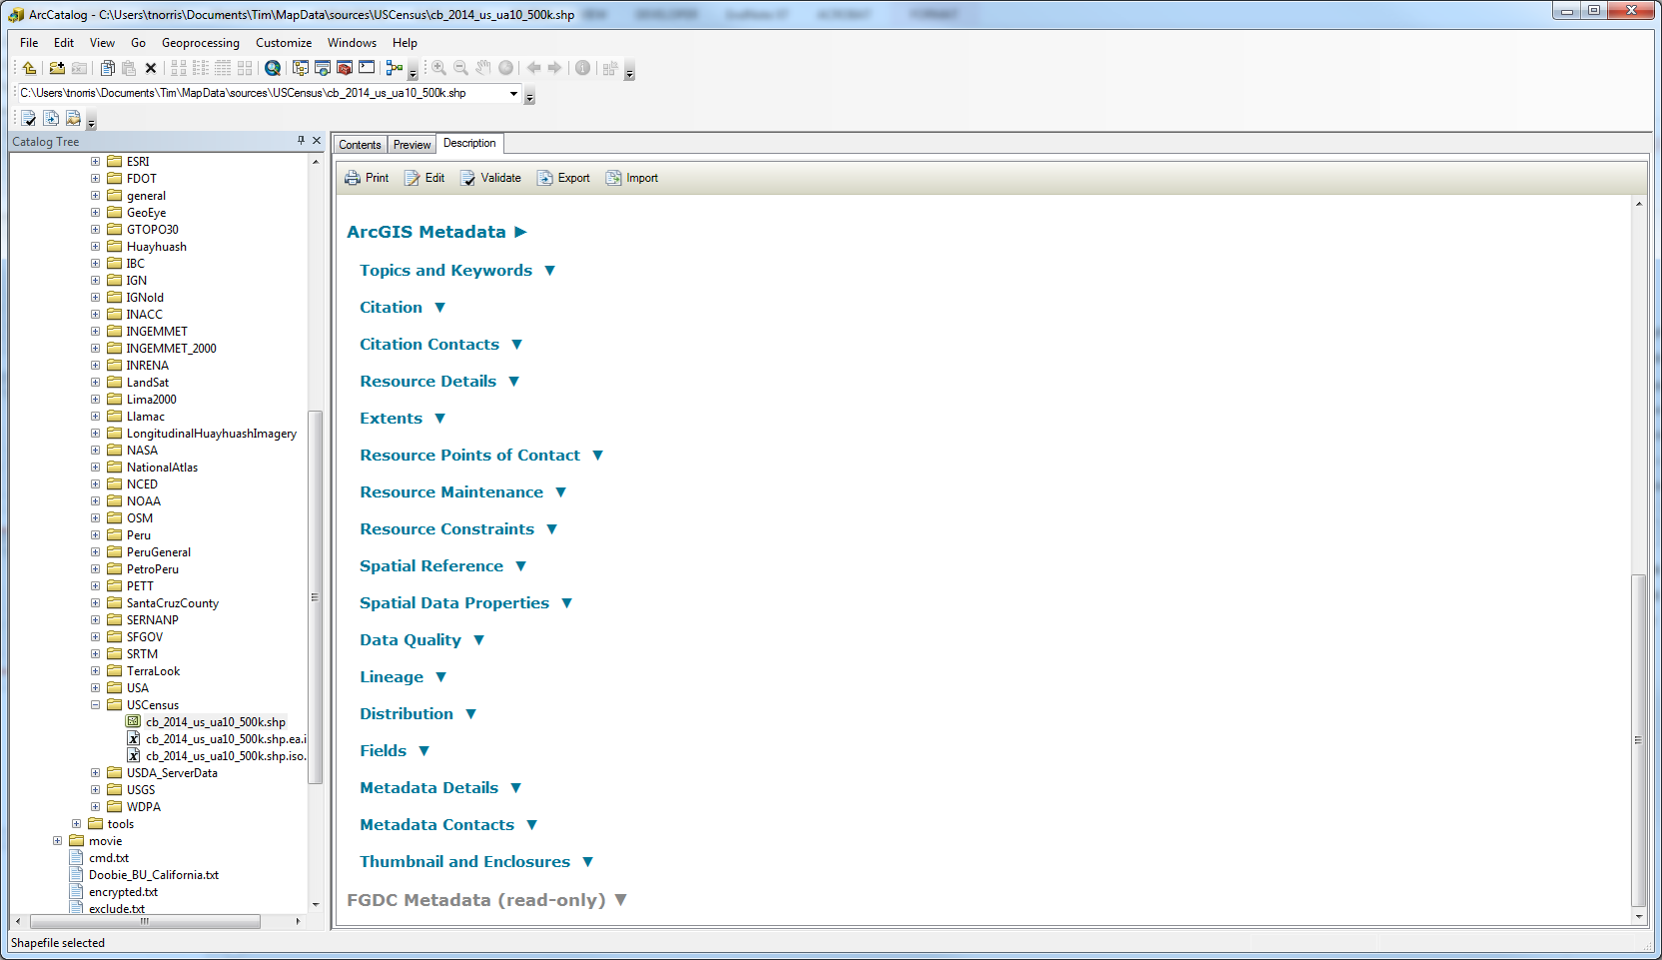 ArcCatalog - C:\Users\tnorris\Documents\Tim\MapData\sources\USCensus\cb_2014_us_ua10_500k.shp
File Edit View Go Geoprocessing Customize Windows Help
C:\Users\tnorris\Documents\Tim\MapData\sources\USCensus\cb_2014_us_ua10_500k.shp
Catalog Tree
ESRI
FDOT
general
GeoEye
GTOPO30
Huayhuash
IBC
IGN
IGNold
INACC
INGEMMET
INGEMMET_2000
INRENA
LandSat
Lima2000
Llamac
LongitudinalHuayhuashImagery
NASA
NationalAtlas
NCED
NOAA
OSM
Peru
PeruGeneral
PetroPeru
PETT
SantaCruzCounty
SERNANP
SFGOV
SRTM
TerraLook
USA
USCensus
cb_2014_us_ua10_500k.shp
cb_2014_us_ua10_500k.shp.ea.i
cb_2014_us_ua10_500k.shp.iso.
USDA_ServerData
USGS
WDPA
tools
movie
cmd.txt
Doobie_BU_California.txt
encrypted.txt
exclude.txt
Contents Preview Description
Print Edit Validate Export Import
ArcGIS Metadata ►
Topics and Keywords ▼
Citation ▼
Citation Contacts ▼
Resource Details ▼
Extents ▼
Resource Points of Contact ▼
Resource Maintenance ▼
Resource Constraints ▼
Spatial Reference ▼
Spatial Data Properties ▼
Data Quality ▼
Lineage ▼
Distribution ▼
Fields ▼
Metadata Details ▼
Metadata Contacts ▼
Thumbnail and Enclosures ▼
FGDC Metadata (read-only) ▼
Shapefile selected